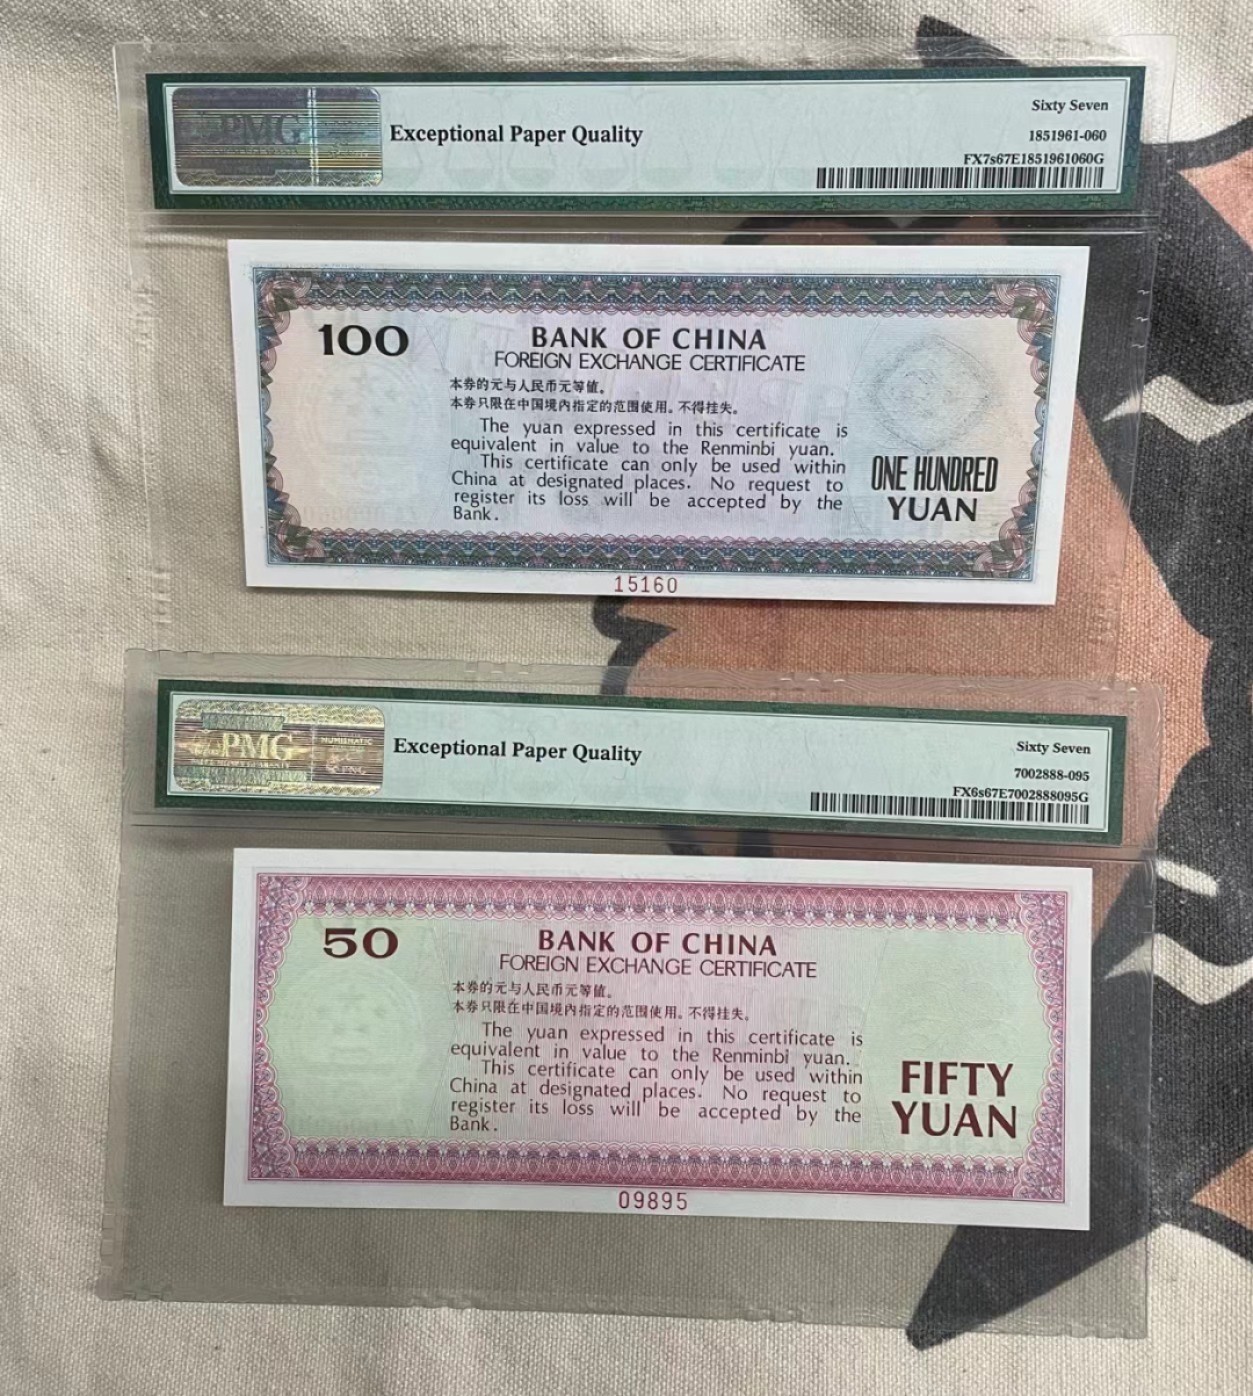 PMG
Exceptional Paper Quality
Sixty Seven
1851961-060
FX7s67E1851961060G
100
BANK OF CHINA
FOREIGN EXCHANGE CERTIFICATE
本券的元与人民币元等值。
本券只限在中国境内指定的范围使用。不得挂失。
The yuan expressed in this certificate is
equivalent in value to the Renminbi yuan.
This certificate can only be used within
China at designated places. No request to
register its loss will be accepted by the
Bank.
ONE HUNDRED
YUAN
15160
PMG
NUMISMATIC
Exceptional Paper Quality
Sixty Seven
7002888-095
FX6s67E7002888095G
50
BANK OF CHINA
FOREIGN EXCHANGE CERTIFICATE
本券的元与人民币元等值。
本券只限在中国境内指定的范围使用。不得挂失。
The yuan expressed in this certificate is
equivalent in value to the Renminbi yuan.
This certificate can only be used within
China at designated places. No request to
register its loss will be accepted by the
Bank.
FIFTY
YUAN
09895